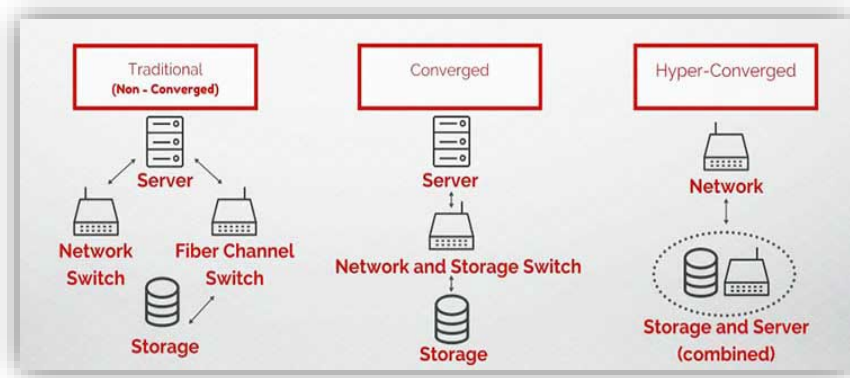 Traditional
(Non - Converged)
Server
Network
Switch
Fiber Channel
Switch
Storage
Converged
Server
Network and Storage Switch
Storage
Hyper-Converged
Network
Storage and Server
(combined)